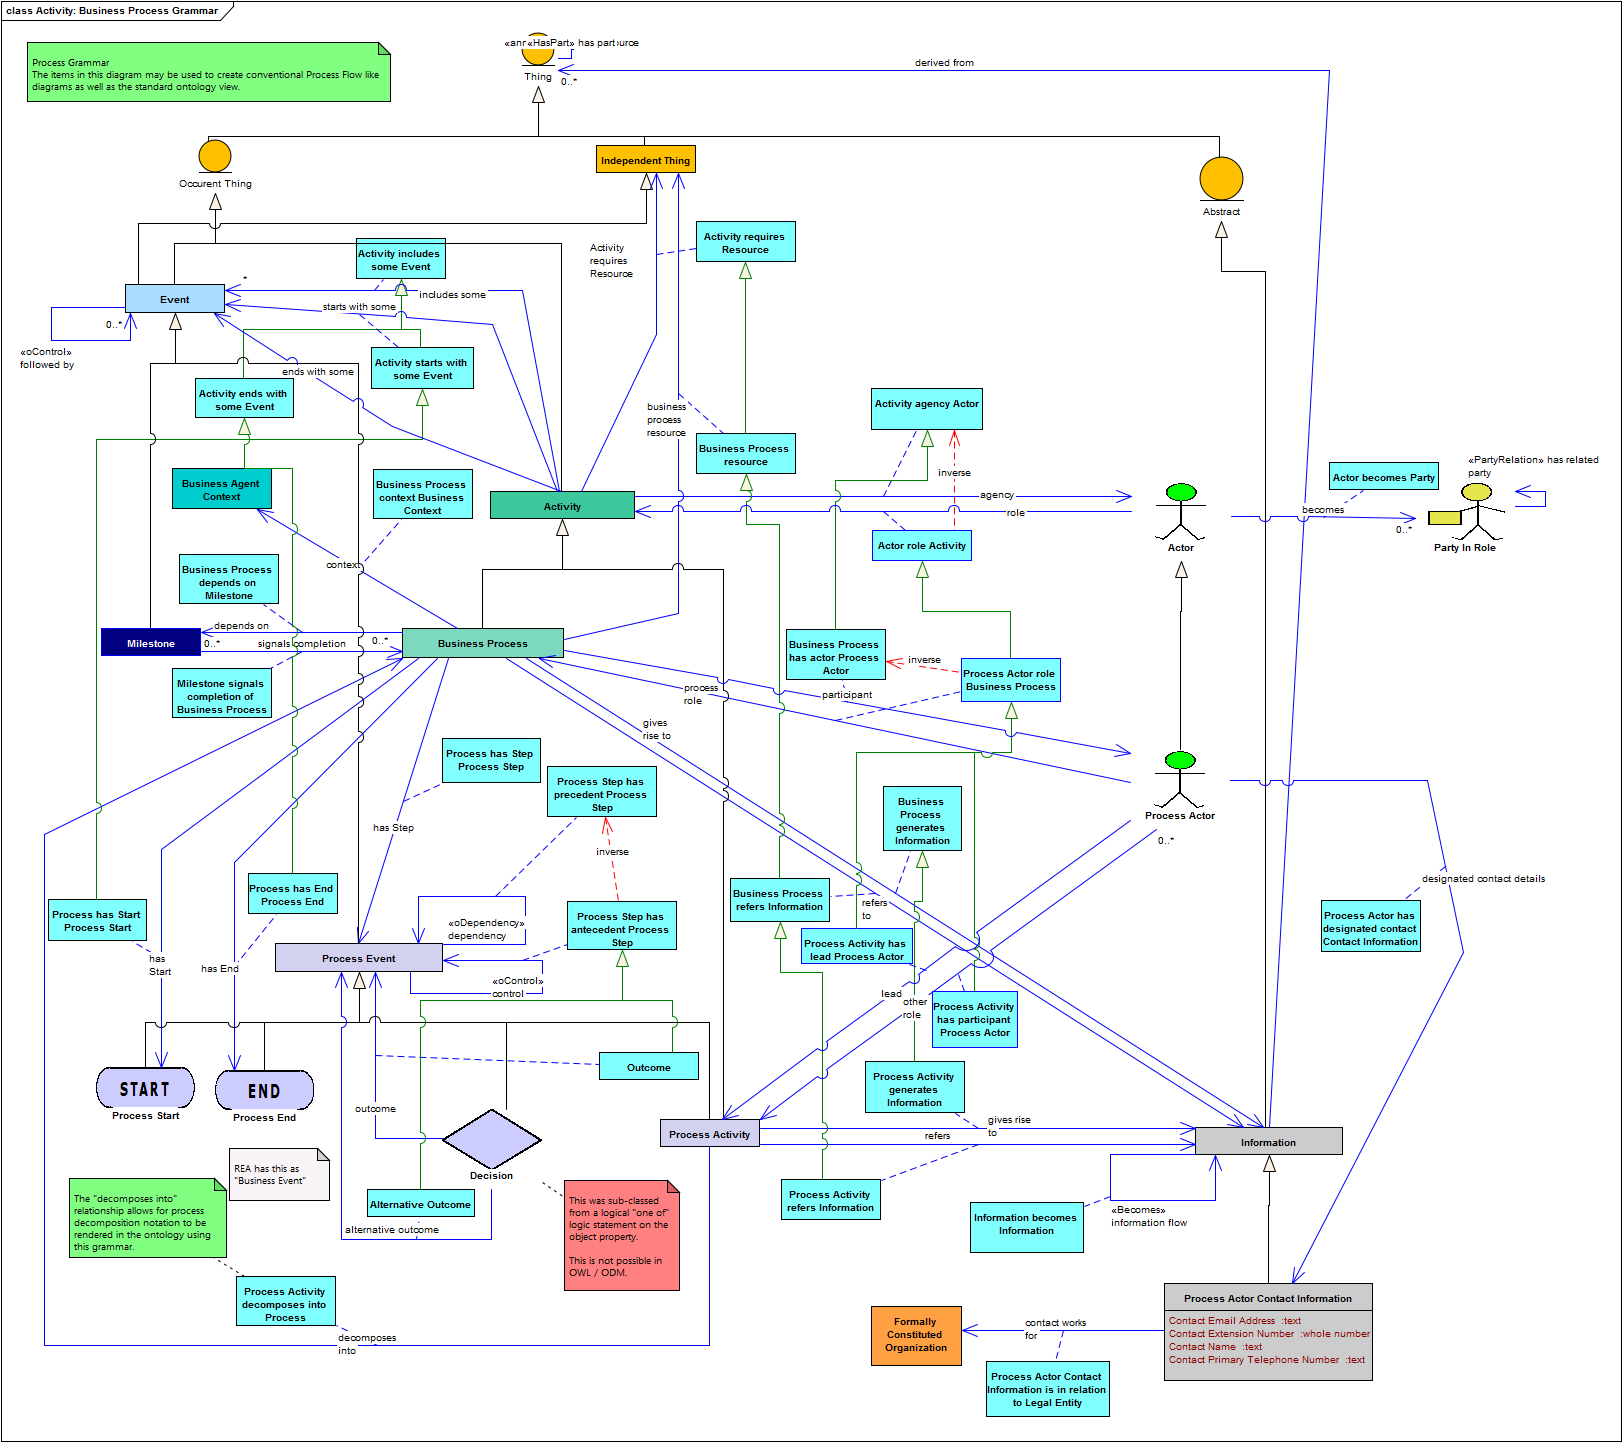 class Activity: Business Process Grammar
«HasPart» has part
Process Grammar
The items in this diagram may be used to create conventional Process Flow like
diagrams as well as the standard ontology view.
Thing
0..*
derived from
Occurent Thing
Independent Thing
Abstract
Activity includes
some Event
Activity
requires
Resource
Activity requires
Resource
*
Event
includes some
starts with some
0..*
«oControl»
followed by
ends with some
Activity starts with
some Event
Activity ends with
some Event
business
process
resource
Activity agency Actor
Business Process
resource
inverse
Business Agent
Context
Business Process
context Business
Context
Activity
agency
role
Actor role Activity
Actor
Actor becomes Party
becomes
0..*
«PartyRelation» has related
party
Party In Role
context
Business Process
depends on
Milestone
depends on
Milestone
0..*
signals completion
0..*
Business Process
Milestone signals
completion of
Business Process
Business Process
has actor Process
Actor
inverse
Process Actor role
Business Process
participant
process
role
gives
rise to
Process has Step
Process Step
Process Step has
precedent Process
Step
has Step
inverse
Business
Process
generates
Information
Process Actor
0..*
Process has Start
Process Start
Process has End
Process End
Process Step has
antecedent Process
Step
Business Process
refers Information
refers
to
designated contact details
Process Actor has
designated contact
Contact Information
«oDependency»
dependency
has
Start
has End
Process Event
«oControl»
control
Process Activity has
lead Process Actor
lead
other
role
Process Activity
has participant
Process Actor
START
Process Start
END
Process End
Outcome
outcome
Process Activity
generates
Information
Decision
Process Activity
gives rise
to
refers
Information
REA has this as
"Business Event"
The "decomposes into"
relationship allows for process
decomposition notation to be
rendered in the ontology using
this grammar.
Alternative Outcome
alternative outcome
This was sub-classed
from a logical "one of"
logic statement on the
object property.
This is not possible in
OWL / ODM.
Process Activity
refers Information
Information becomes
Information
«Becomes»
information flow
Process Activity
decomposes into
Process
decomposes
into
Formally
Constituted
Organization
contact works
for
Process Actor Contact Information
Contact Email Address :text
Contact Extension Number :whole number
Contact Name :text
Contact Primary Telephone Number :text
Process Actor Contact
Information is in relation
to Legal Entity